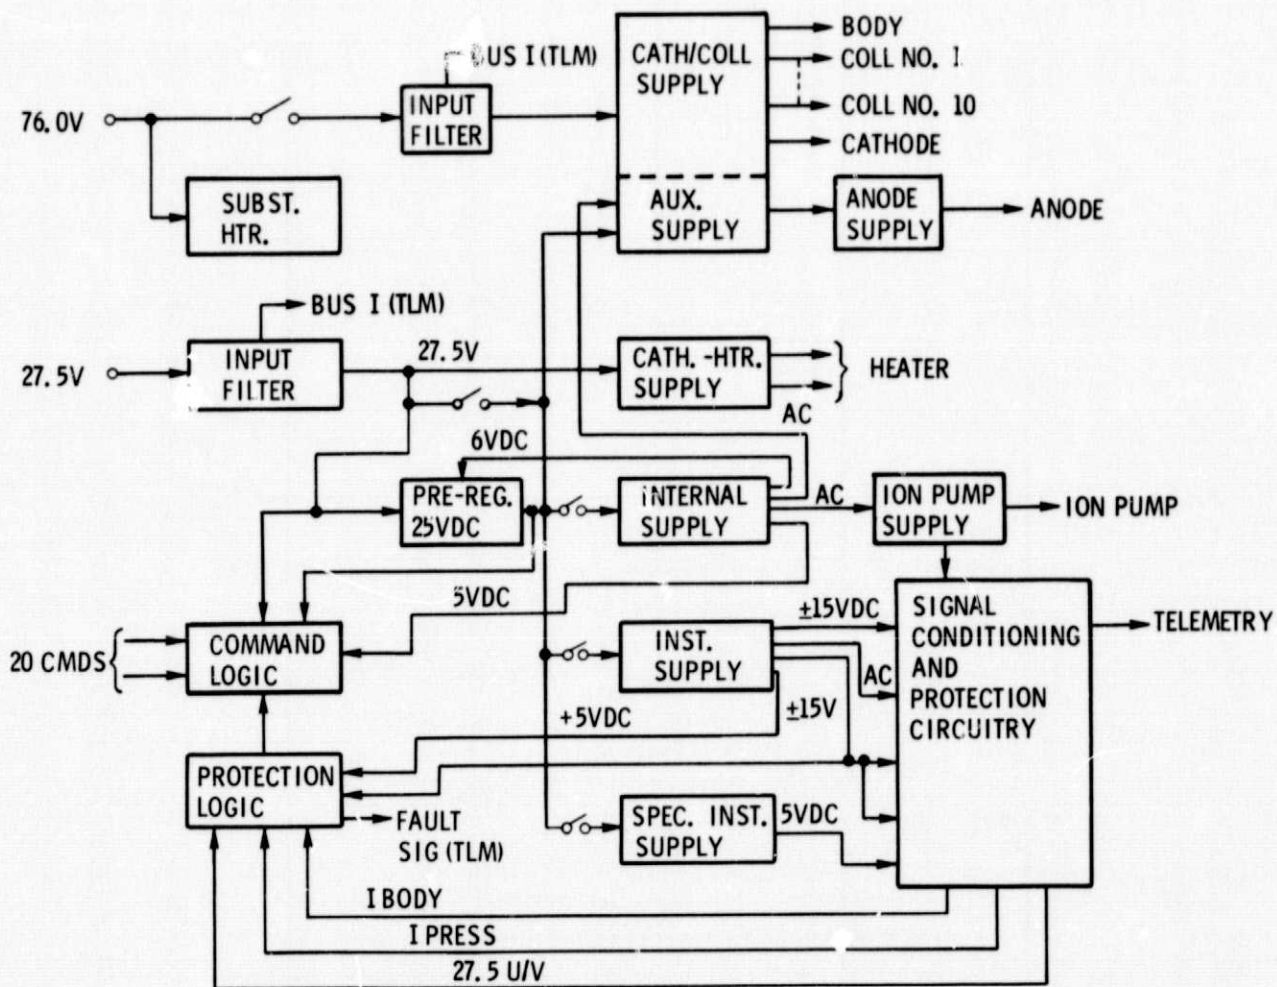 BODY
COLL NO. 1
COLL NO. 10
CATHODE
CATH/COLL
SUPPLY
AUX.
SUPPLY
BUS I (TLM)
76.0V
INPUT
FILTER
SUBST.
HTR.
ANODE
SUPPLY
ANODE
BUS I (TLM)
27.5V
INPUT
FILTER
27.5V
CATH.-HTR.
SUPPLY
HEATER
AC
6VDC
PRE-REG.
25VDC
INTERNAL
SUPPLY
AC
ION PUMP
SUPPLY
ION PUMP
5VDC
20 CMDS
COMMAND
LOGIC
INST.
SUPPLY
±15VDC
AC
±15V
+5VDC
SIGNAL
CONDITIONING
AND
PROTECTION
CIRCUITRY
TELEMETRY
PROTECTION
LOGIC
FAULT
SIG (TLM)
SPEC. INST.
SUPPLY
5VDC
I BODY
I PRESS
27.5 U/V